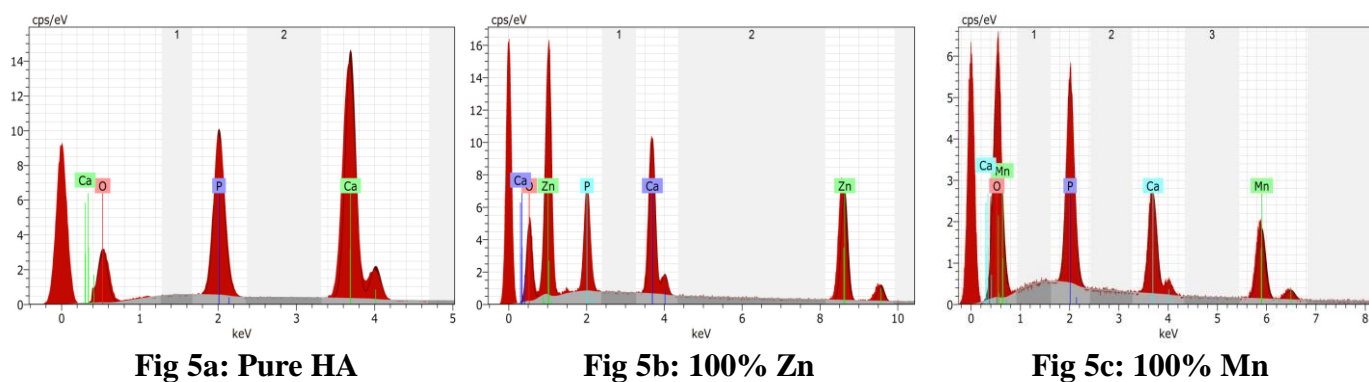 cps/eV
1 2
14
12
10
8
6
4
2
0
Ca O P Ca
0 1 2 3 4 5
keV
Fig 5a: Pure HA
cps/eV
1 2
16
14
12
10
8
6
4
2
0
Ca O Zn P Ca Zn
0 2 4 6 8 10
keV
Fig 5b: 100% Zn
cps/eV
1 2 3
6
5
4
3
2
1
0
Ca Mn
O P Ca Mn
0 1 2 3 4 5 6 7 8
keV
Fig 5c: 100% Mn